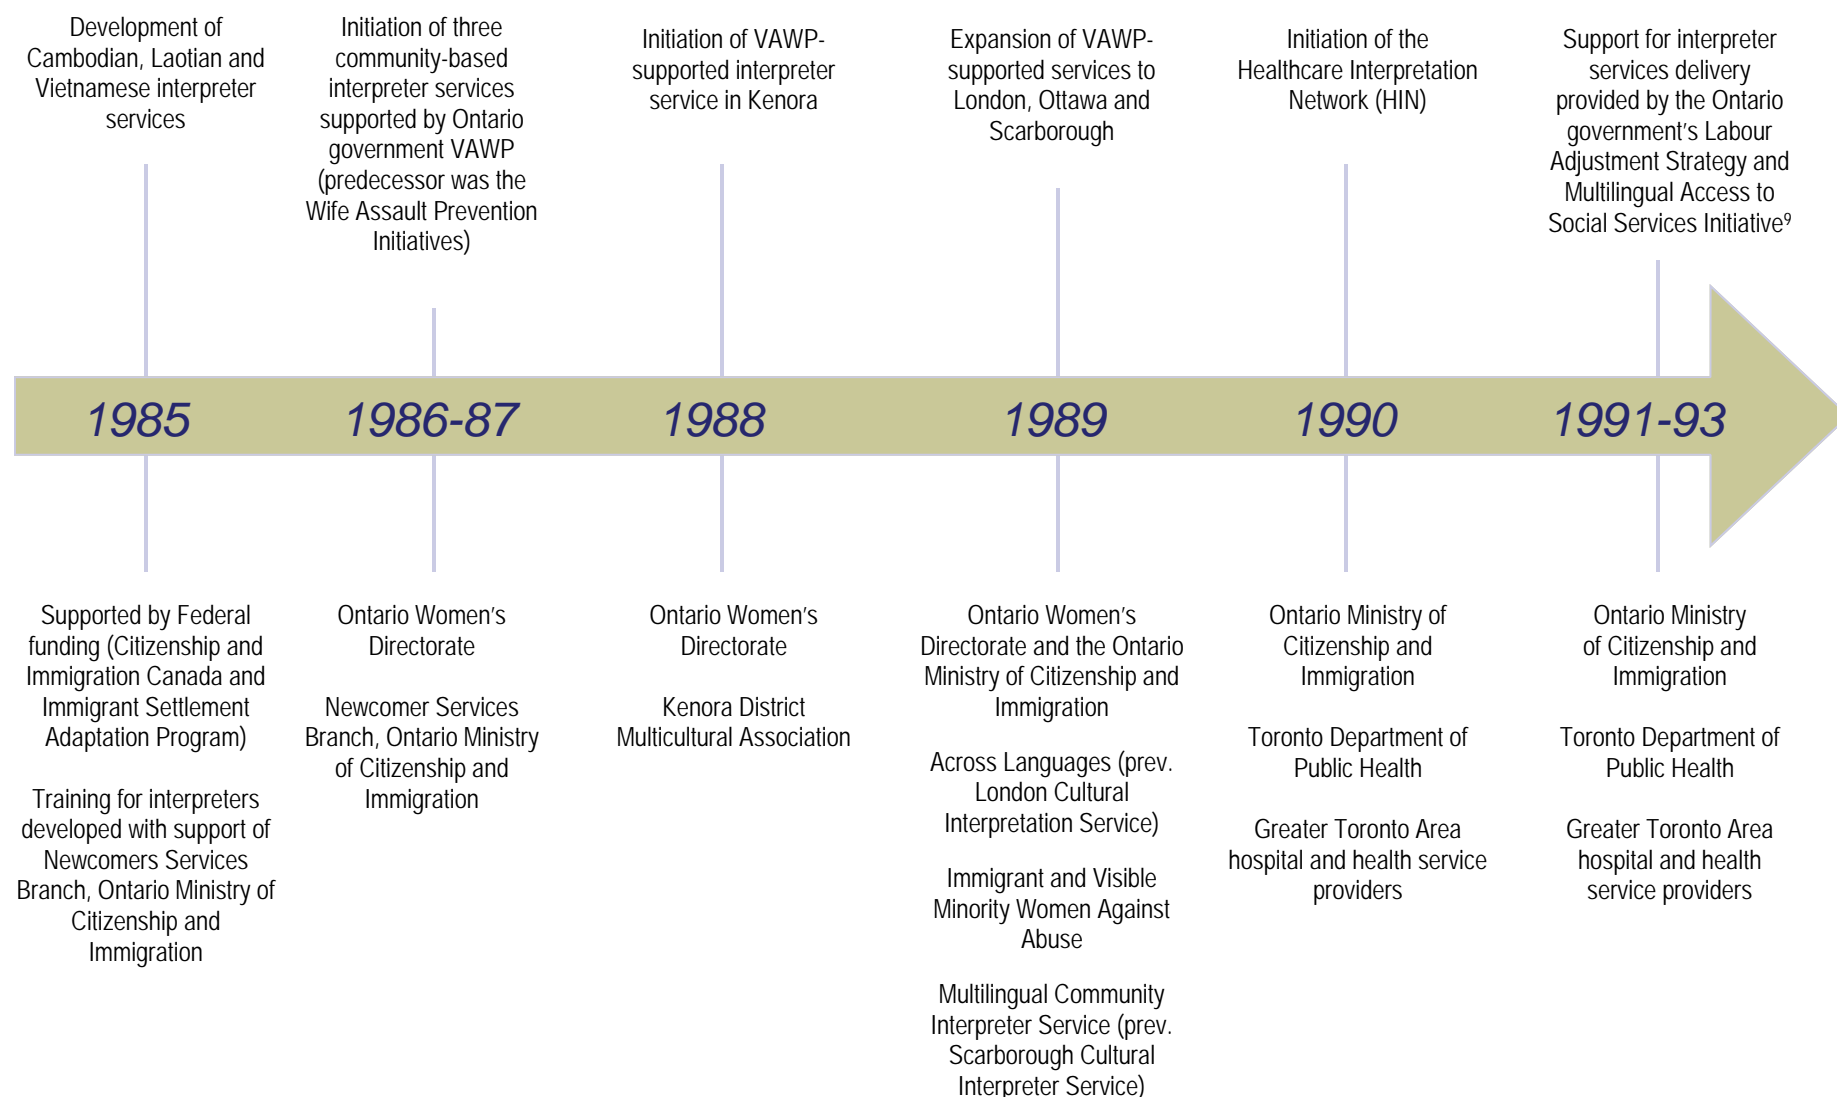 Development of
Cambodian, Laotian and
Vietnamese interpreter
services
Initiation of three
community-based
interpreter services
supported by Ontario
government VAWP
(predecessor was the
Wife Assault Prevention
Initiatives)
Initiation of VAWP-
supported interpreter
service in Kenora
Expansion of VAWP-
supported services to
London, Ottawa and
Scarborough
Initiation of the
Healthcare Interpretation
Network (HIN)
Support for interpreter
services delivery
provided by the Ontario
government’s Labour
Adjustment Strategy and
Multilingual Access to
Social Services Initiative⁹
1985
1986-87
1988
1989
1990
1991-93
Supported by Federal
funding (Citizenship and
Immigration Canada and
Immigrant Settlement
Adaptation Program)
Training for interpreters
developed with support of
Newcomers Services
Branch, Ontario Ministry of
Citizenship and
Immigration
Ontario Women’s
Directorate
Newcomer Services
Branch, Ontario Ministry
of Citizenship and
Immigration
Ontario Women’s
Directorate
Kenora District
Multicultural Association
Ontario Women’s
Directorate and the Ontario
Ministry of Citizenship and
Immigration
Across Languages (prev.
London Cultural
Interpretation Service)
Immigrant and Visible
Minority Women Against
Abuse
Multilingual Community
Interpreter Service (prev.
Scarborough Cultural
Interpreter Service)
Ontario Ministry of
Citizenship and
Immigration
Toronto Department of
Public Health
Greater Toronto Area
hospital and health service
providers
Ontario Ministry
of Citizenship and
Immigration
Toronto Department of
Public Health
Greater Toronto Area
hospital and health
service providers